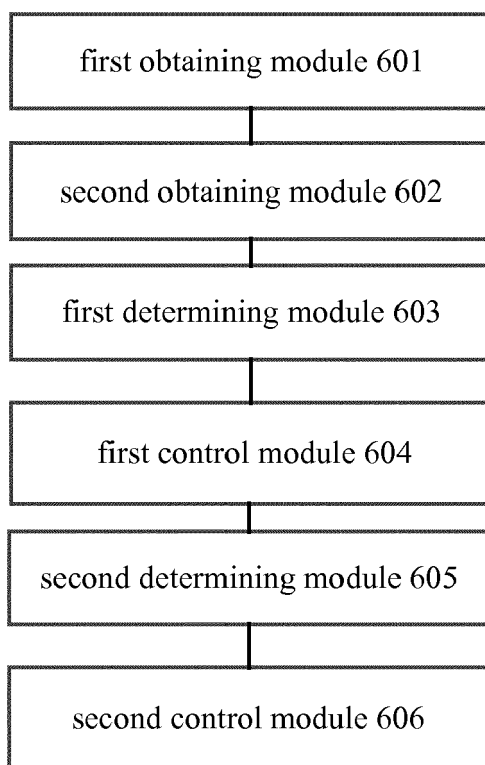 first obtaining module 601
second obtaining module 602
first determining module 603
first control module 604
second determining module 605
second control module 606